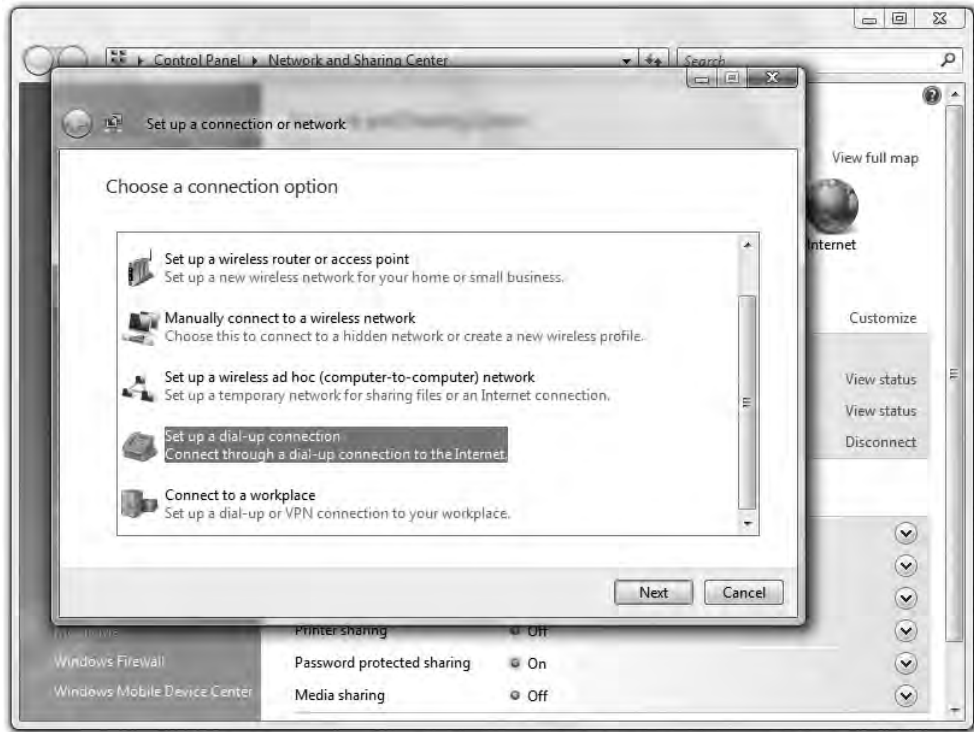 Control Panel ▸ Network and Sharing Center
Search
Set up a connection or network
View full map
Choose a connection option
Internet
Set up a wireless router or access point
Set up a new wireless network for your home or small business.
Manually connect to a wireless network
Choose this to connect to a hidden network or create a new wireless profile.
Customize
Set up a wireless ad hoc (computer-to-computer) network
Set up a temporary network for sharing files or an Internet connection.
View status
View status
Set up a dial-up connection
Connect through a dial-up connection to the Internet.
Disconnect
Connect to a workplace
Set up a dial-up or VPN connection to your workplace.
Next
Cancel
Printer sharing Off
Windows Firewall
Password protected sharing On
Windows Mobile Device Center
Media sharing Off